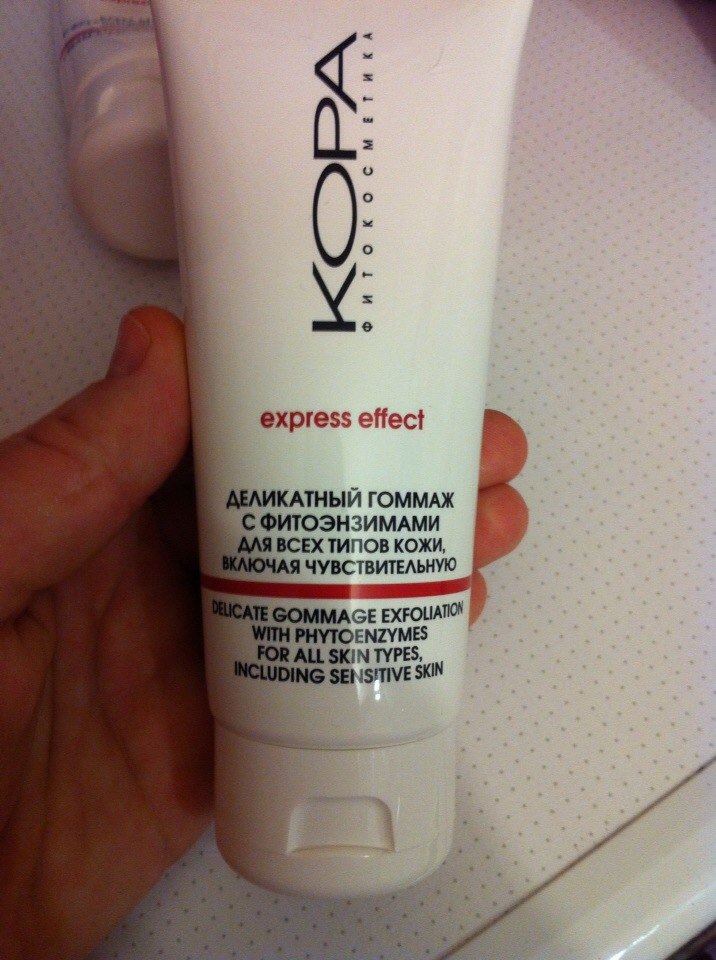 КОРА
ФИТОКОСМЕТИКА
express effect
ДЕЛИКАТНЫЙ ГОММАЖ
С ФИТОЭНЗИМАМИ
ДЛЯ ВСЕХ ТИПОВ КОЖИ,
ВКЛЮЧАЯ ЧУВСТВИТЕЛЬНУЮ
DELICATE GOMMAGE EXFOLIATION
WITH PHYTOENZYMES
FOR ALL SKIN TYPES,
INCLUDING SENSITIVE SKIN